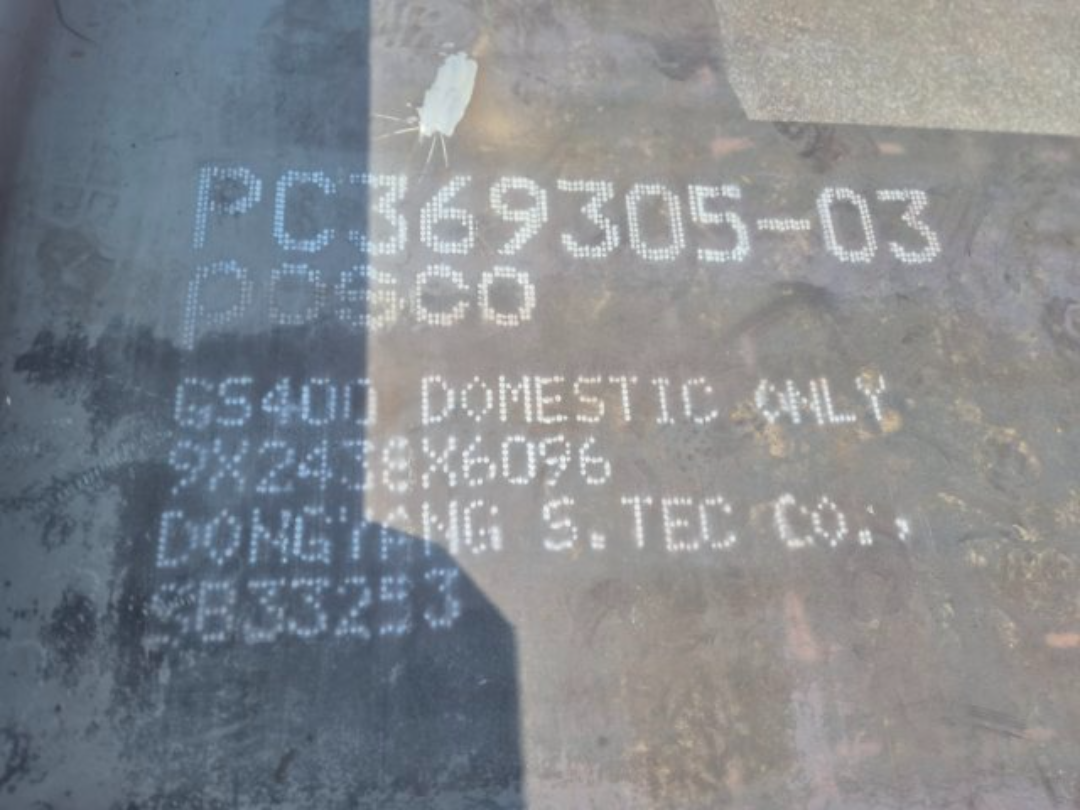 PC369305-03
posco
GS400 DOMESTIC ONLY
9X2438X6096
DONGYANG S.TEC CO.,
SB33253